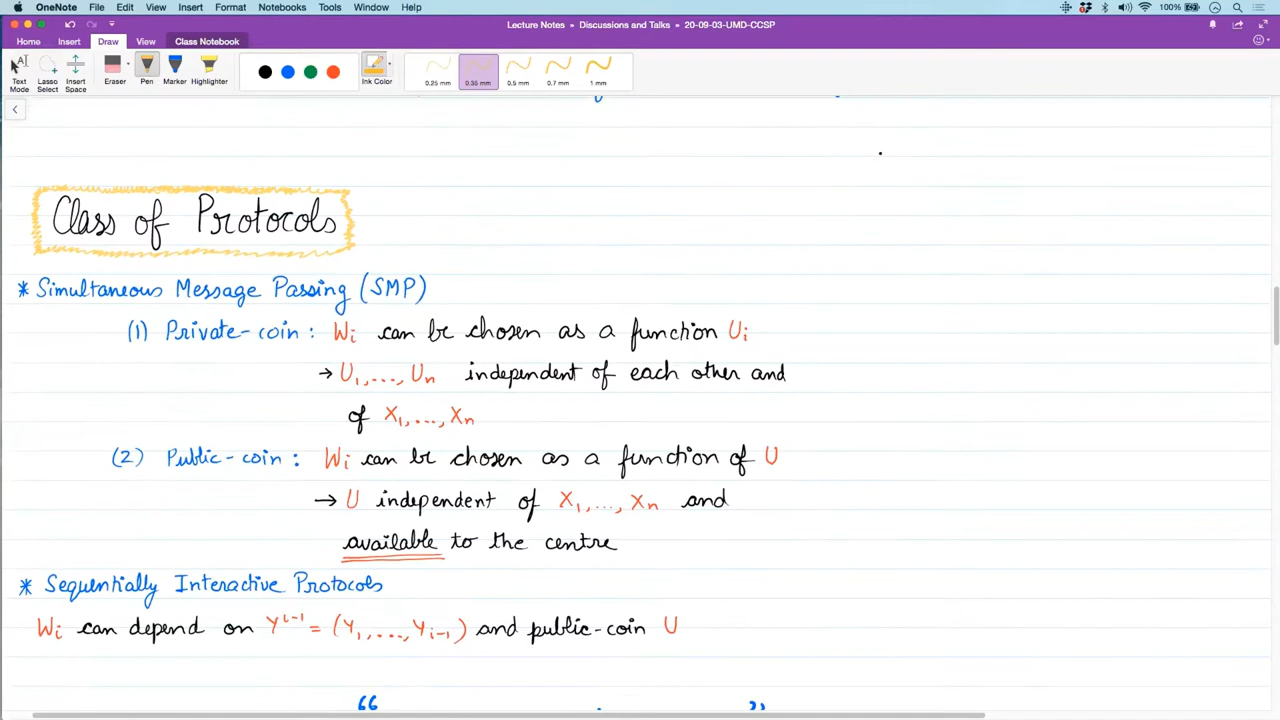 OneNote File Edit View Insert Format Notebooks Tools Window Help 100%
Lecture Notes » Discussions and Talks » 20-09-03-UMD-CCSP
Home Insert Draw View Class Notebook
Text Mode Lasso Select Insert Space Eraser Pen Marker Highlighter Ink Color 0.25 mm 0.35 mm 0.5 mm 0.7 mm 1 mm
Class of Protocols
* Simultaneous Message Passing (SMP)
(1) Private-coin: Wi can be chosen as a function Ui
→ U1,...., Un independent of each other and
of X1,..., Xn
(2) Public-coin: Wi can be chosen as a function of U
→ U independent of X1,..., Xn and
available to the centre
* Sequentially Interactive Protocols
Wi can depend on Y^{i-1} = (Y1,....,Yi-1) and public-coin U